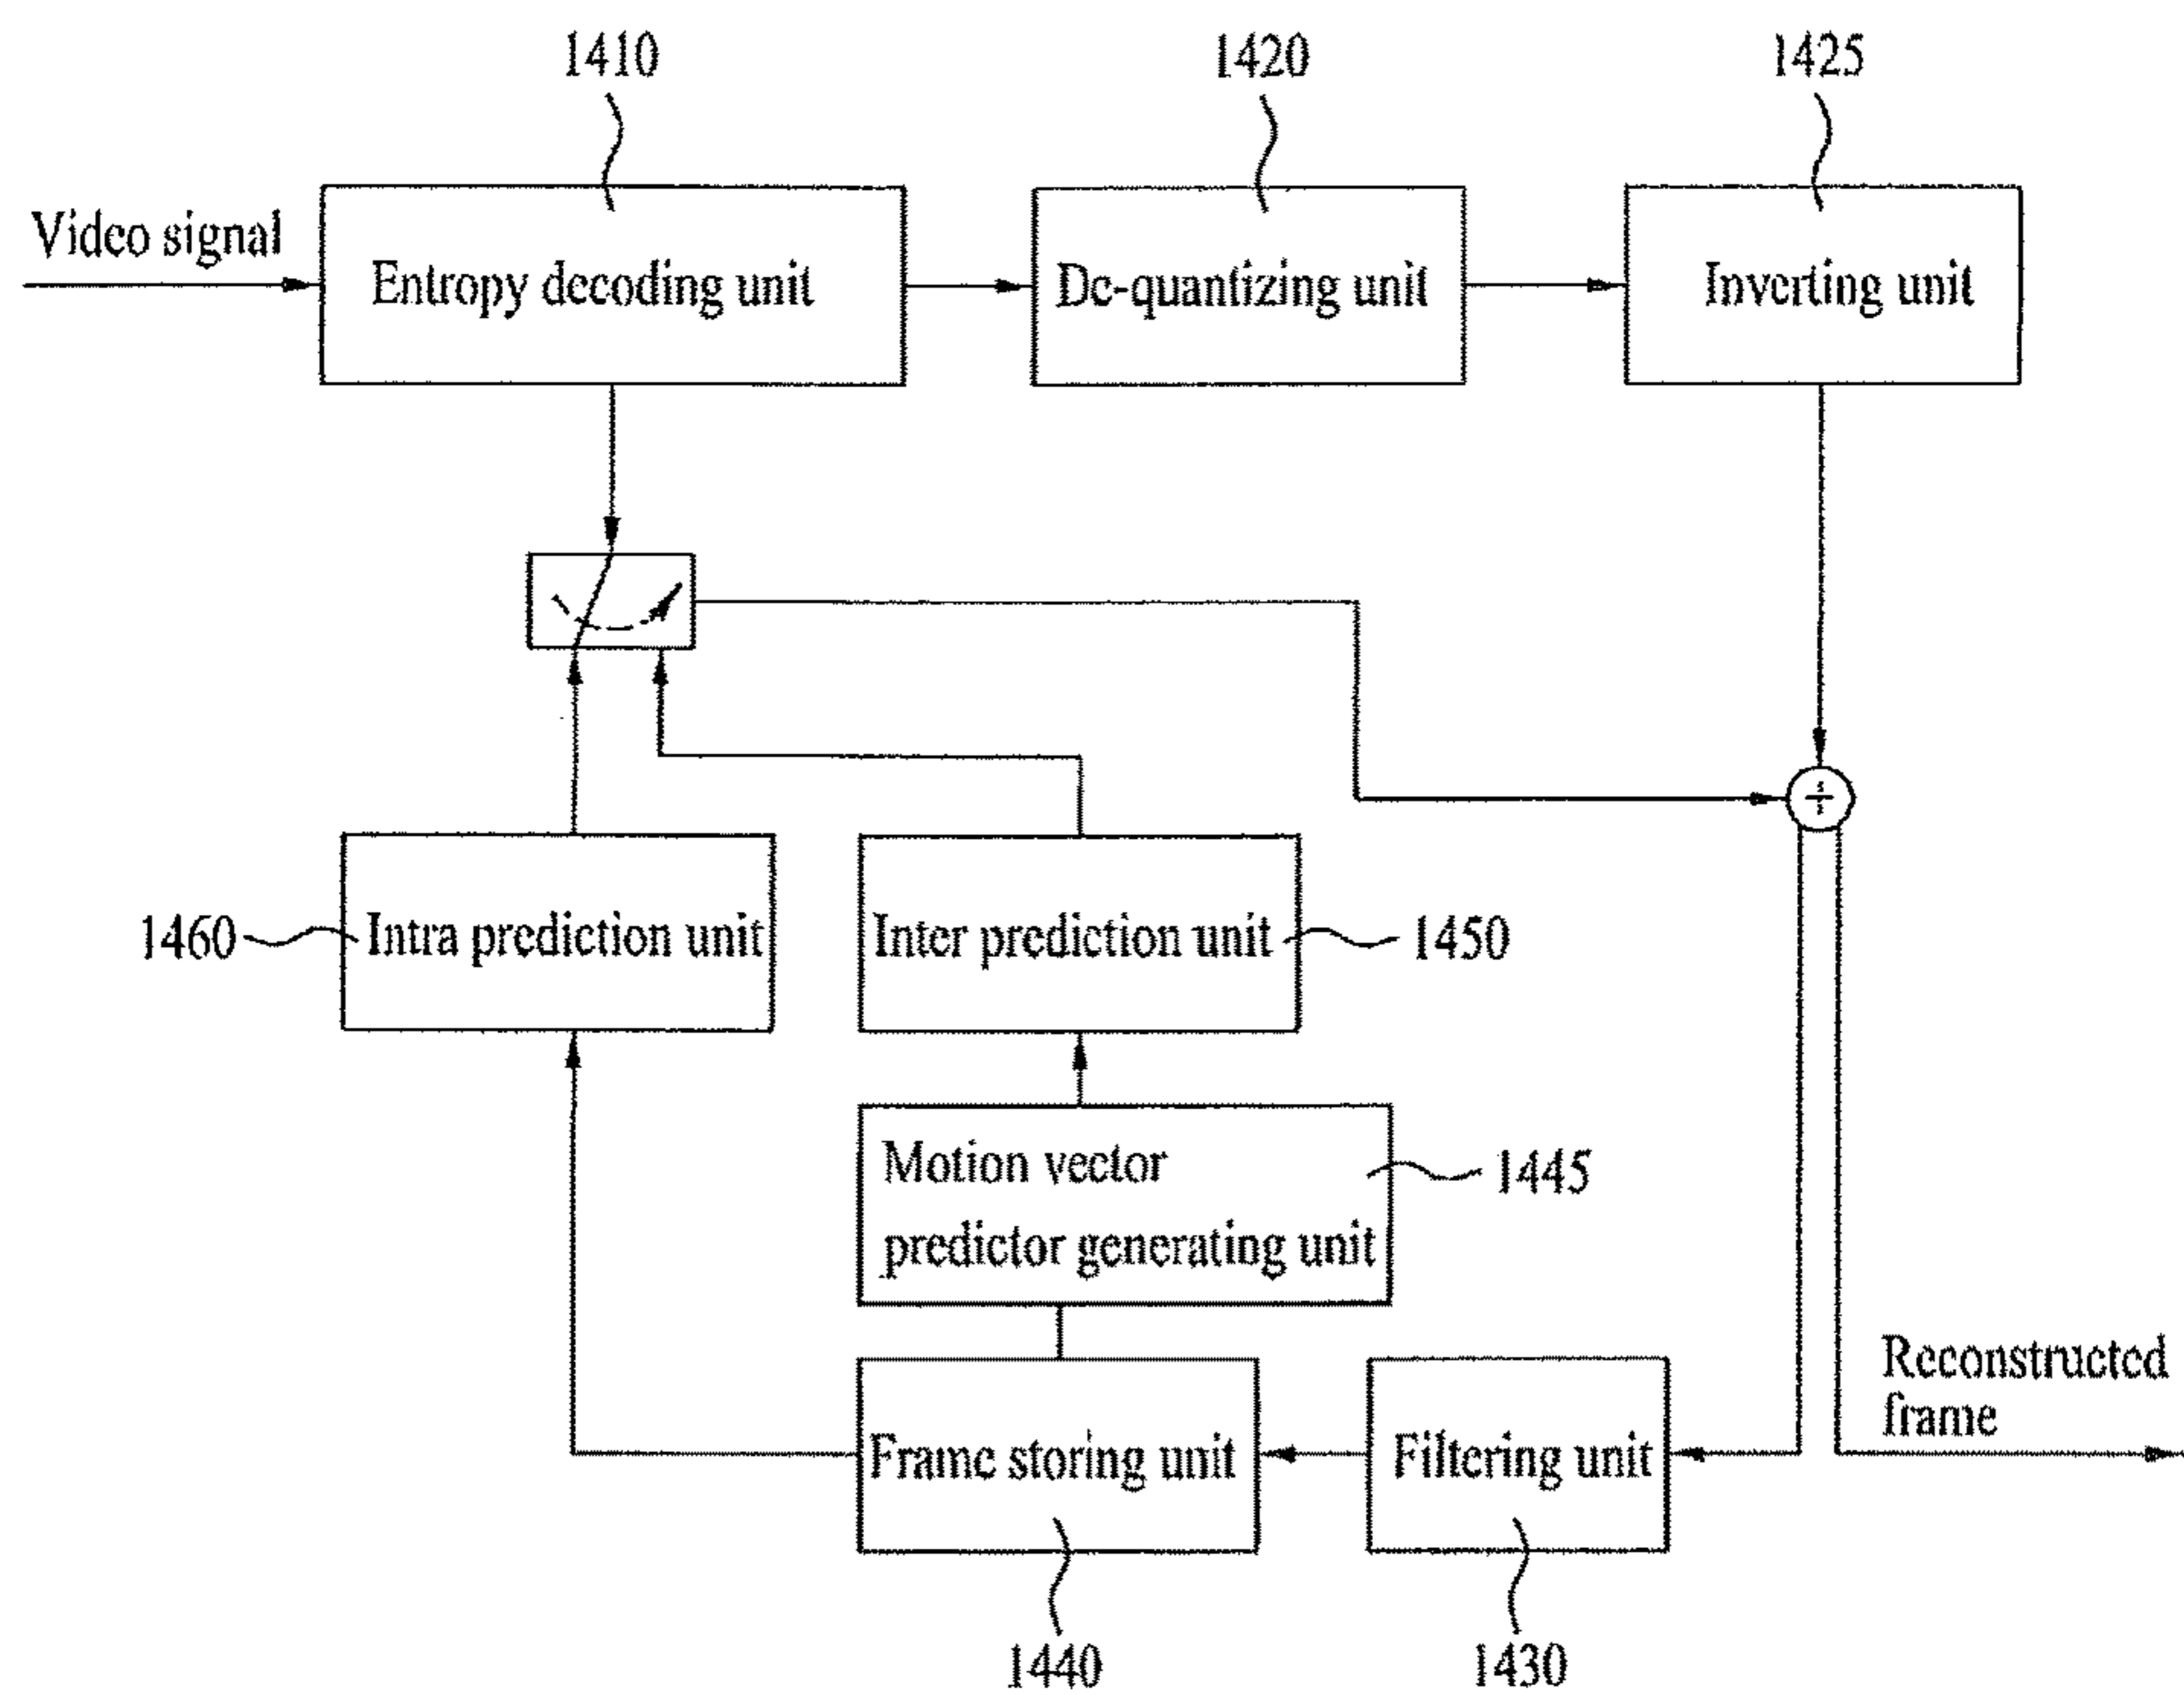 1410
1420
1425
Video signal
Entropy decoding unit
De-quantizing unit
Inverting unit
+
1460
Intra prediction unit
Inter prediction unit
1450
Motion vector
predictor generating unit
1445
Reconstructed
frame
Frame storing unit
Filtering unit
1440
1430